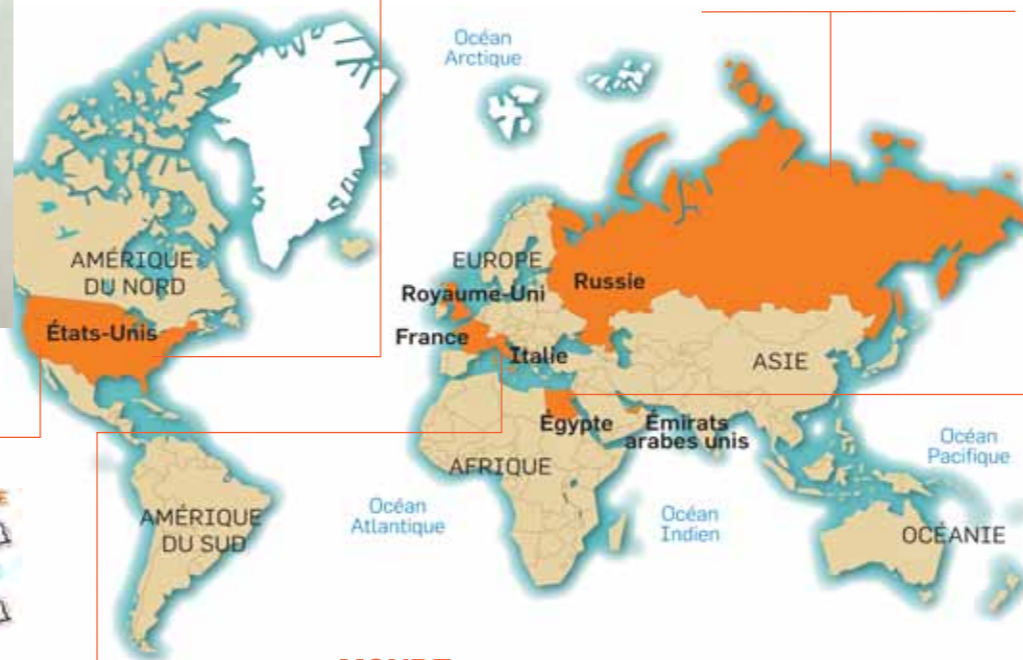 Océan
Arctique
AMÉRIQUE
DU NORD
EUROPE
Royaume-Uni
Russie
États-Unis
France
Italie
ASIE
Égypte
Émirats
arabes unis
Océan
Pacifique
AFRIQUE
Océan
Atlantique
Océan
Indien
AMÉRIQUE
DU SUD
OCÉANIE